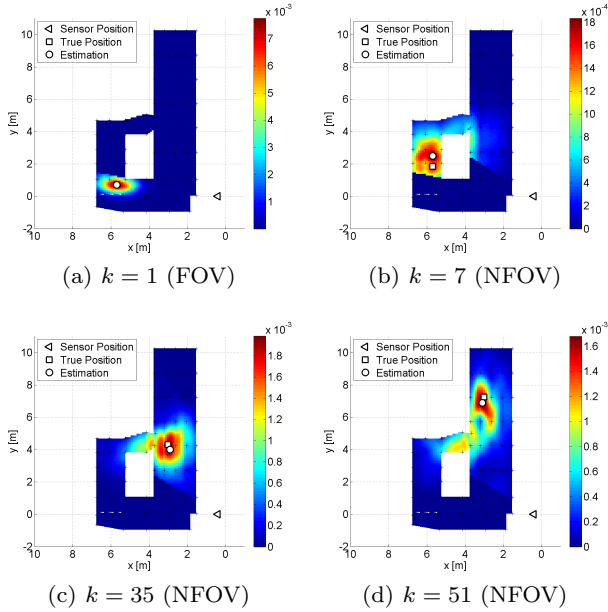 x 10⁻³
Sensor Position
True Position
Estimation
y [m]
10
8
6
4
2
0
-2
10 8 6 4 2 0
x [m]
7
6
5
4
3
2
1
(a) k = 1 (FOV)
x 10⁻⁴
Sensor Position
True Position
Estimation
y [m]
10
8
6
4
2
0
-2
10 8 6 4 2 0
x [m]
18
16
14
12
10
8
6
4
2
0
(b) k = 7 (NFOV)
x 10⁻³
Sensor Position
True Position
Estimation
y [m]
10
8
6
4
2
0
-2
10 8 6 4 2 0
x [m]
1.8
1.6
1.4
1.2
1
0.8
0.6
0.4
0.2
0
(c) k = 35 (NFOV)
x 10⁻³
Sensor Position
True Position
Estimation
y [m]
10
8
6
4
2
0
-2
10 8 6 4 2 0
x [m]
1.6
1.4
1.2
1
0.8
0.6
0.4
0.2
0
(d) k = 51 (NFOV)